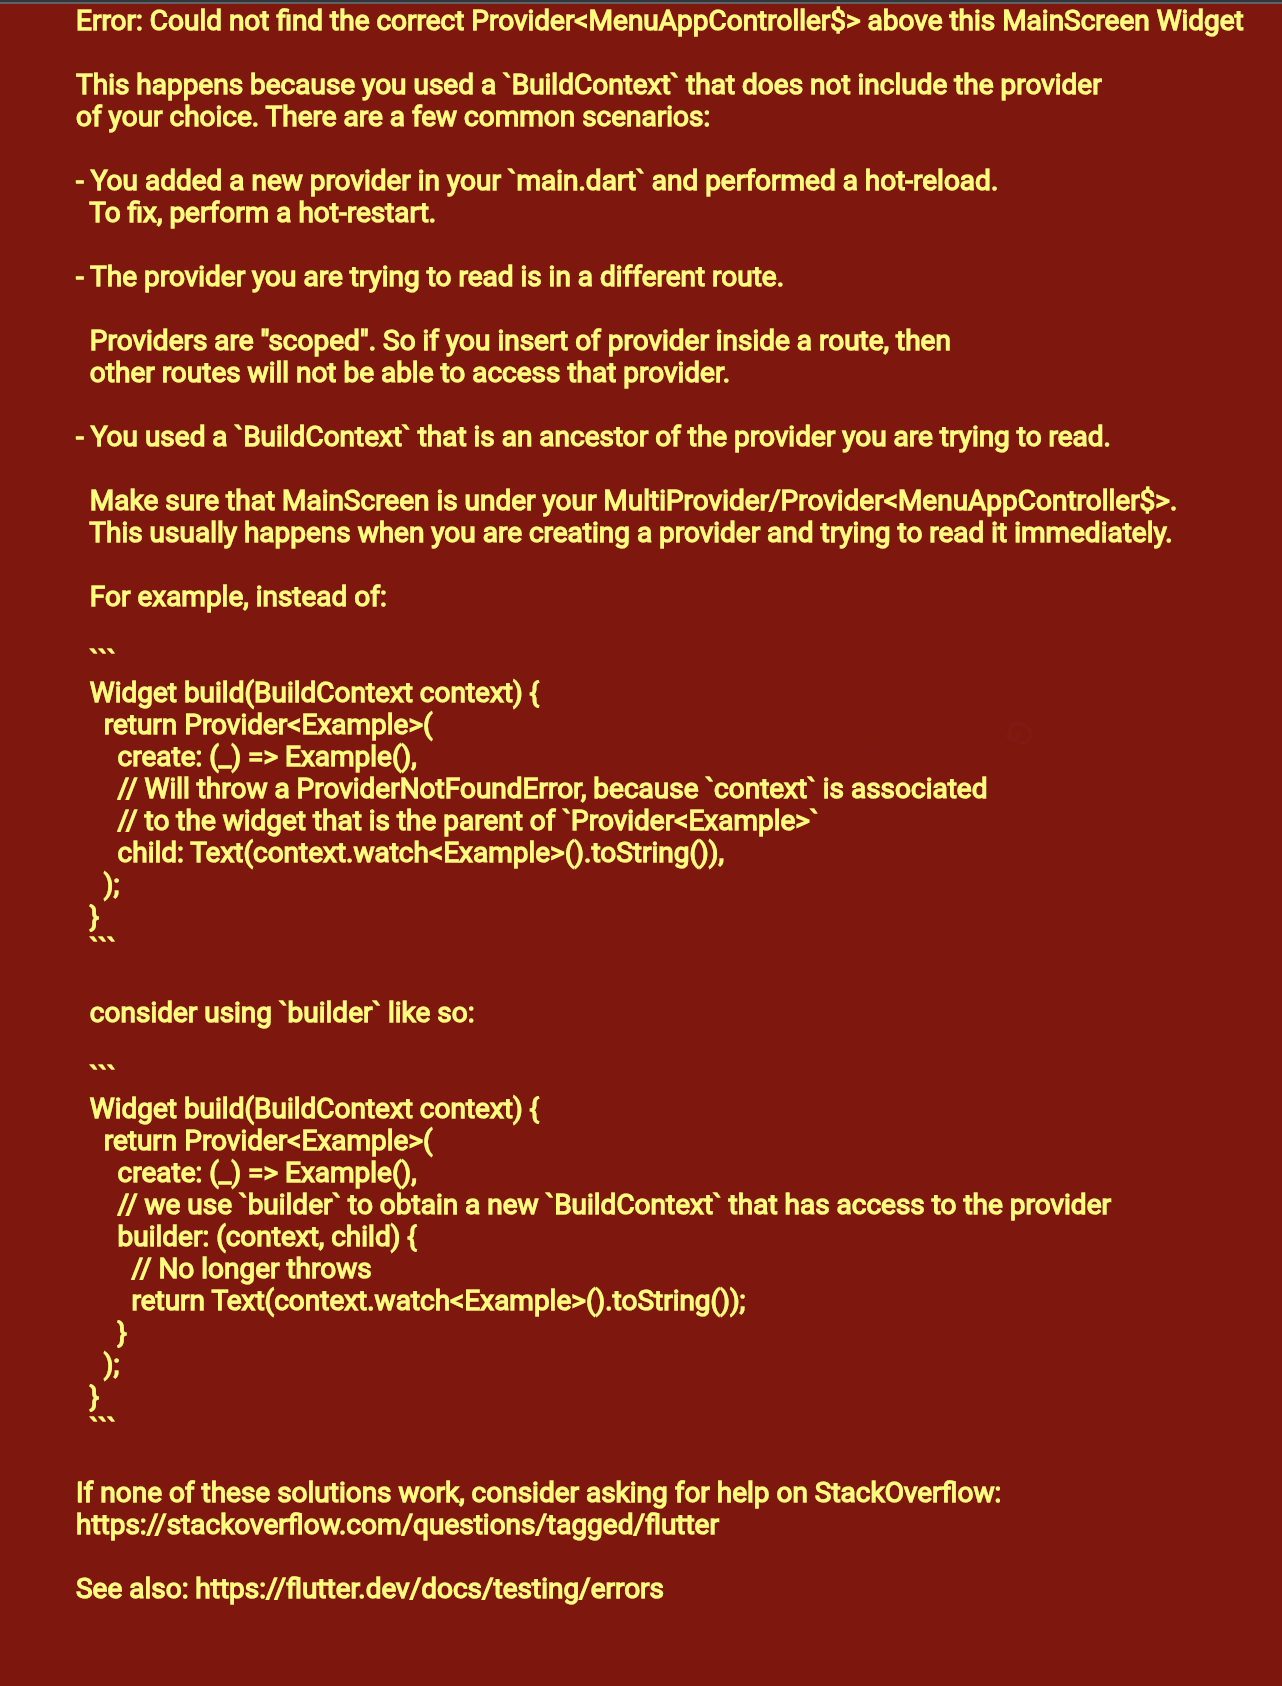 Error: Could not find the correct Provider<MenuAppController$> above this MainScreen Widget
This happens because you used a `BuildContext` that does not include the provider
of your choice. There are a few common scenarios:
- You added a new provider in your `main.dart` and performed a hot-reload.
To fix, perform a hot-restart.
- The provider you are trying to read is in a different route.
Providers are "scoped". So if you insert of provider inside a route, then
other routes will not be able to access that provider.
- You used a `BuildContext` that is an ancestor of the provider you are trying to read.
Make sure that MainScreen is under your MultiProvider/Provider<MenuAppController$>.
This usually happens when you are creating a provider and trying to read it immediately.
For example, instead of:
```
Widget build(BuildContext context) {
return Provider<Example>(
create: (_) => Example(),
// Will throw a ProviderNotFoundError, because `context` is associated
// to the widget that is the parent of `Provider<Example>`
child: Text(context.watch<Example>().toString()),
);
}
```
consider using `builder` like so:
```
Widget build(BuildContext context) {
return Provider<Example>(
create: (_) => Example(),
// we use `builder` to obtain a new `BuildContext` that has access to the provider
builder: (context, child) {
// No longer throws
return Text(context.watch<Example>().toString());
}
);
}
```
If none of these solutions work, consider asking for help on StackOverflow:
https://stackoverflow.com/questions/tagged/flutter
See also: https://flutter.dev/docs/testing/errors